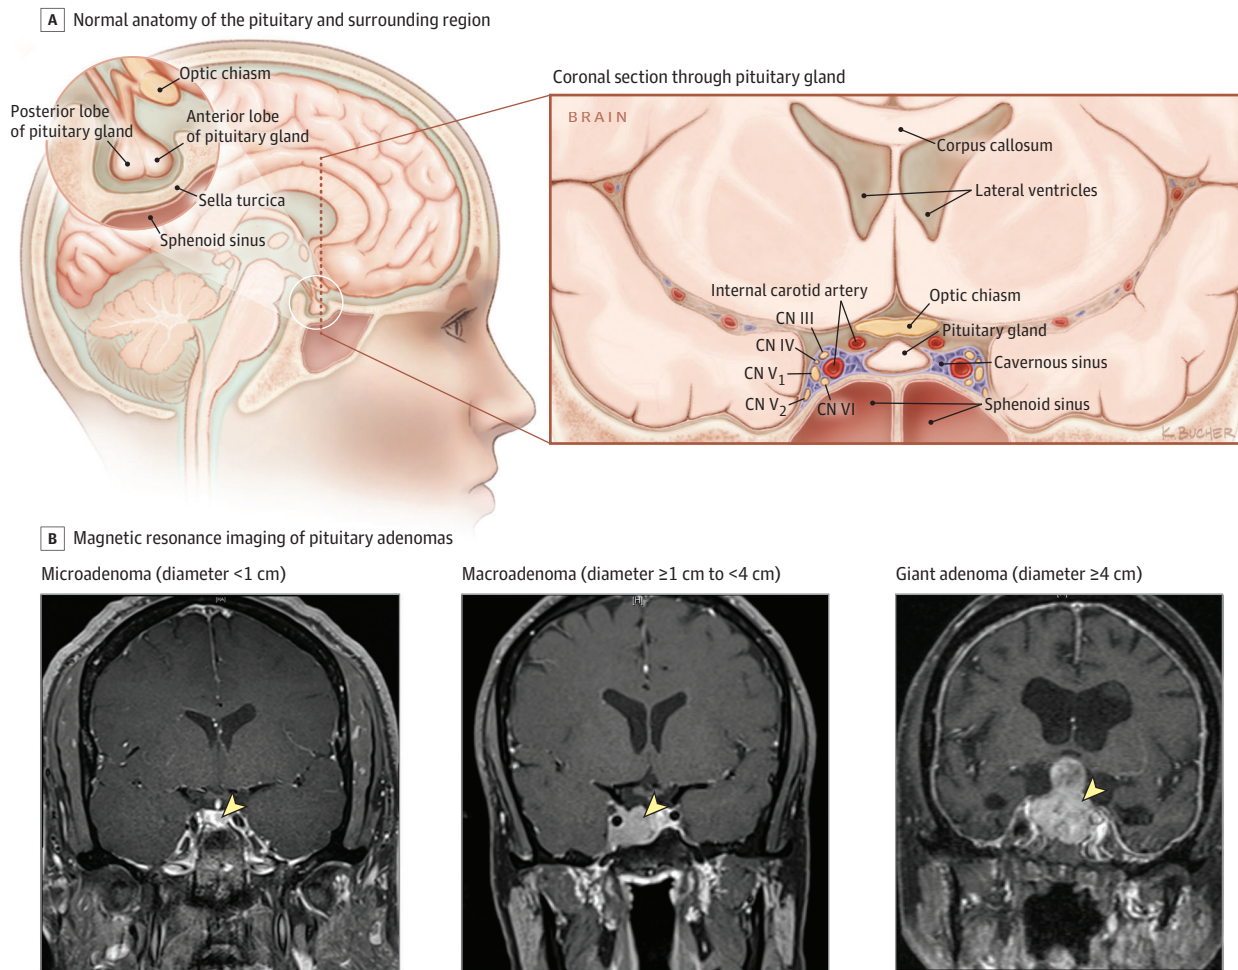 A Normal anatomy of the pituitary and surrounding region
Optic chiasm
Posterior lobe
of pituitary gland
Anterior lobe
of pituitary gland
Sella turcica
Sphenoid sinus
Coronal section through pituitary gland
BRAIN
Corpus callosum
Lateral ventricles
Internal carotid artery
Optic chiasm
CN III
Pituitary gland
CN IV
Cavernous sinus
CN V1
CN V2
CN VI
Sphenoid sinus
K. BUCHER
B Magnetic resonance imaging of pituitary adenomas
Microadenoma (diameter <1 cm)
Macroadenoma (diameter ≥1 cm to <4 cm)
Giant adenoma (diameter ≥4 cm)
[H]